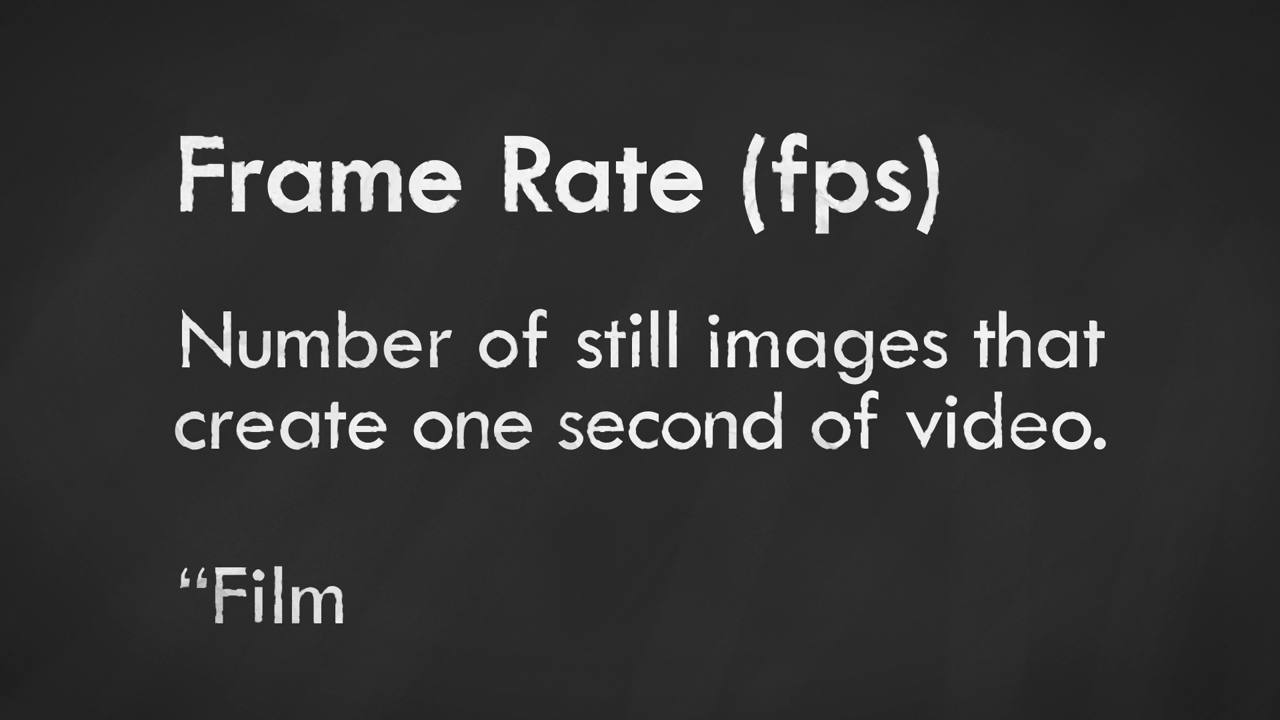 Frame Rate (fps)
Number of still images that
create one second of video.
“Film